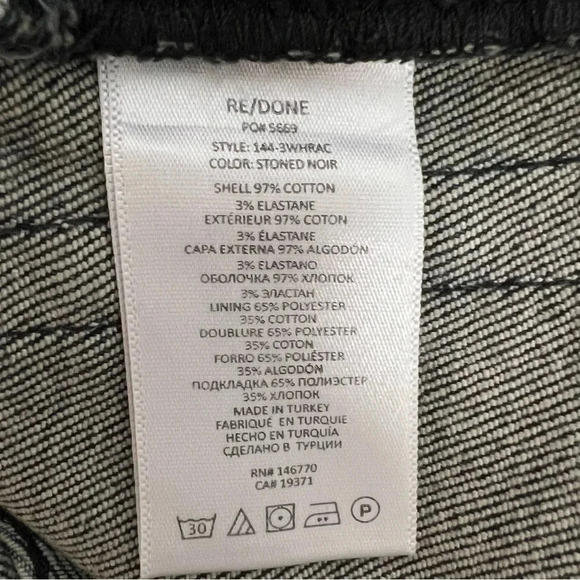 RE/DONE
PO# 5669
STYLE: 144-3WHRAC
COLOR: STONED NOIR
SHELL 97% COTTON
3% ELASTANE
EXTÉRIEUR 97% COTON
3% ÉLASTANE
CAPA EXTERNA 97% ALGODÓN
3% ELASTANO
ОБОЛОЧКА 97% ХЛОПОК
3% ЭЛАСТАН
LINING 65% POLYESTER
35% COTTON
DOUBLURE 65% POLYESTER
35% COTON
FORRO 65% POLIÉSTER
35% ALGODÓN
ПОДКЛАДКА 65% ПОЛИЭСТЕР
35% ХЛОПОК
MADE IN TURKEY
FABRIQUÉ EN TURQUIE
HECHO EN TURQUÍA
СДЕЛАНО В ТУРЦИИ
RN# 146770
CA# 19371
30 P